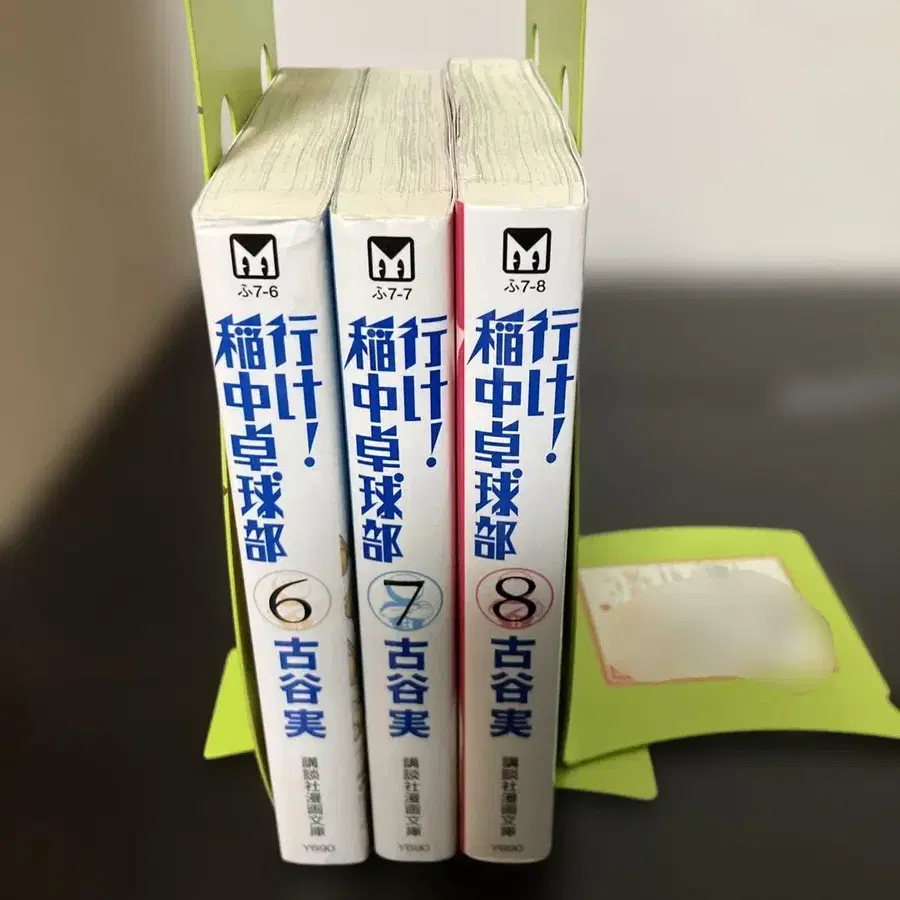 ふ7-6
行け!
稲中卓球部
6
古谷実
講談社漫画文庫
ふ7-7
行け!
稲中卓球部
7
古谷実
講談社漫画文庫
ふ7-8
行け!
稲中卓球部
8
古谷実
講談社漫画文庫